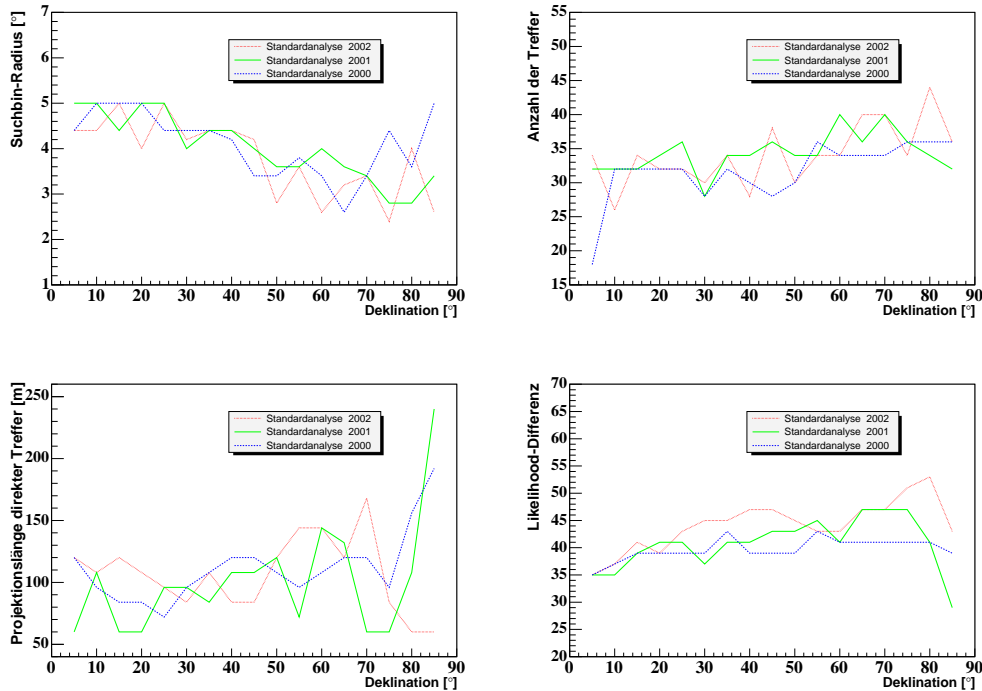 Suchbin-Radius [°]
7
6
5
4
3
2
1
Standardanalyse 2002
Standardanalyse 2001
Standardanalyse 2000
0 10 20 30 40 50 60 70 80 90
Deklination [°]
Anzahl der Treffer
55
50
45
40
35
30
25
20
15
Standardanalyse 2002
Standardanalyse 2001
Standardanalyse 2000
0 10 20 30 40 50 60 70 80 90
Deklination [°]
Projektionslänge direkter Treffer [m]
250
200
150
100
50
Standardanalyse 2002
Standardanalyse 2001
Standardanalyse 2000
0 10 20 30 40 50 60 70 80 90
Deklination [°]
Likelihood-Differenz
70
65
60
55
50
45
40
35
30
25
20
Standardanalyse 2002
Standardanalyse 2001
Standardanalyse 2000
0 10 20 30 40 50 60 70 80 90
Deklination [°]